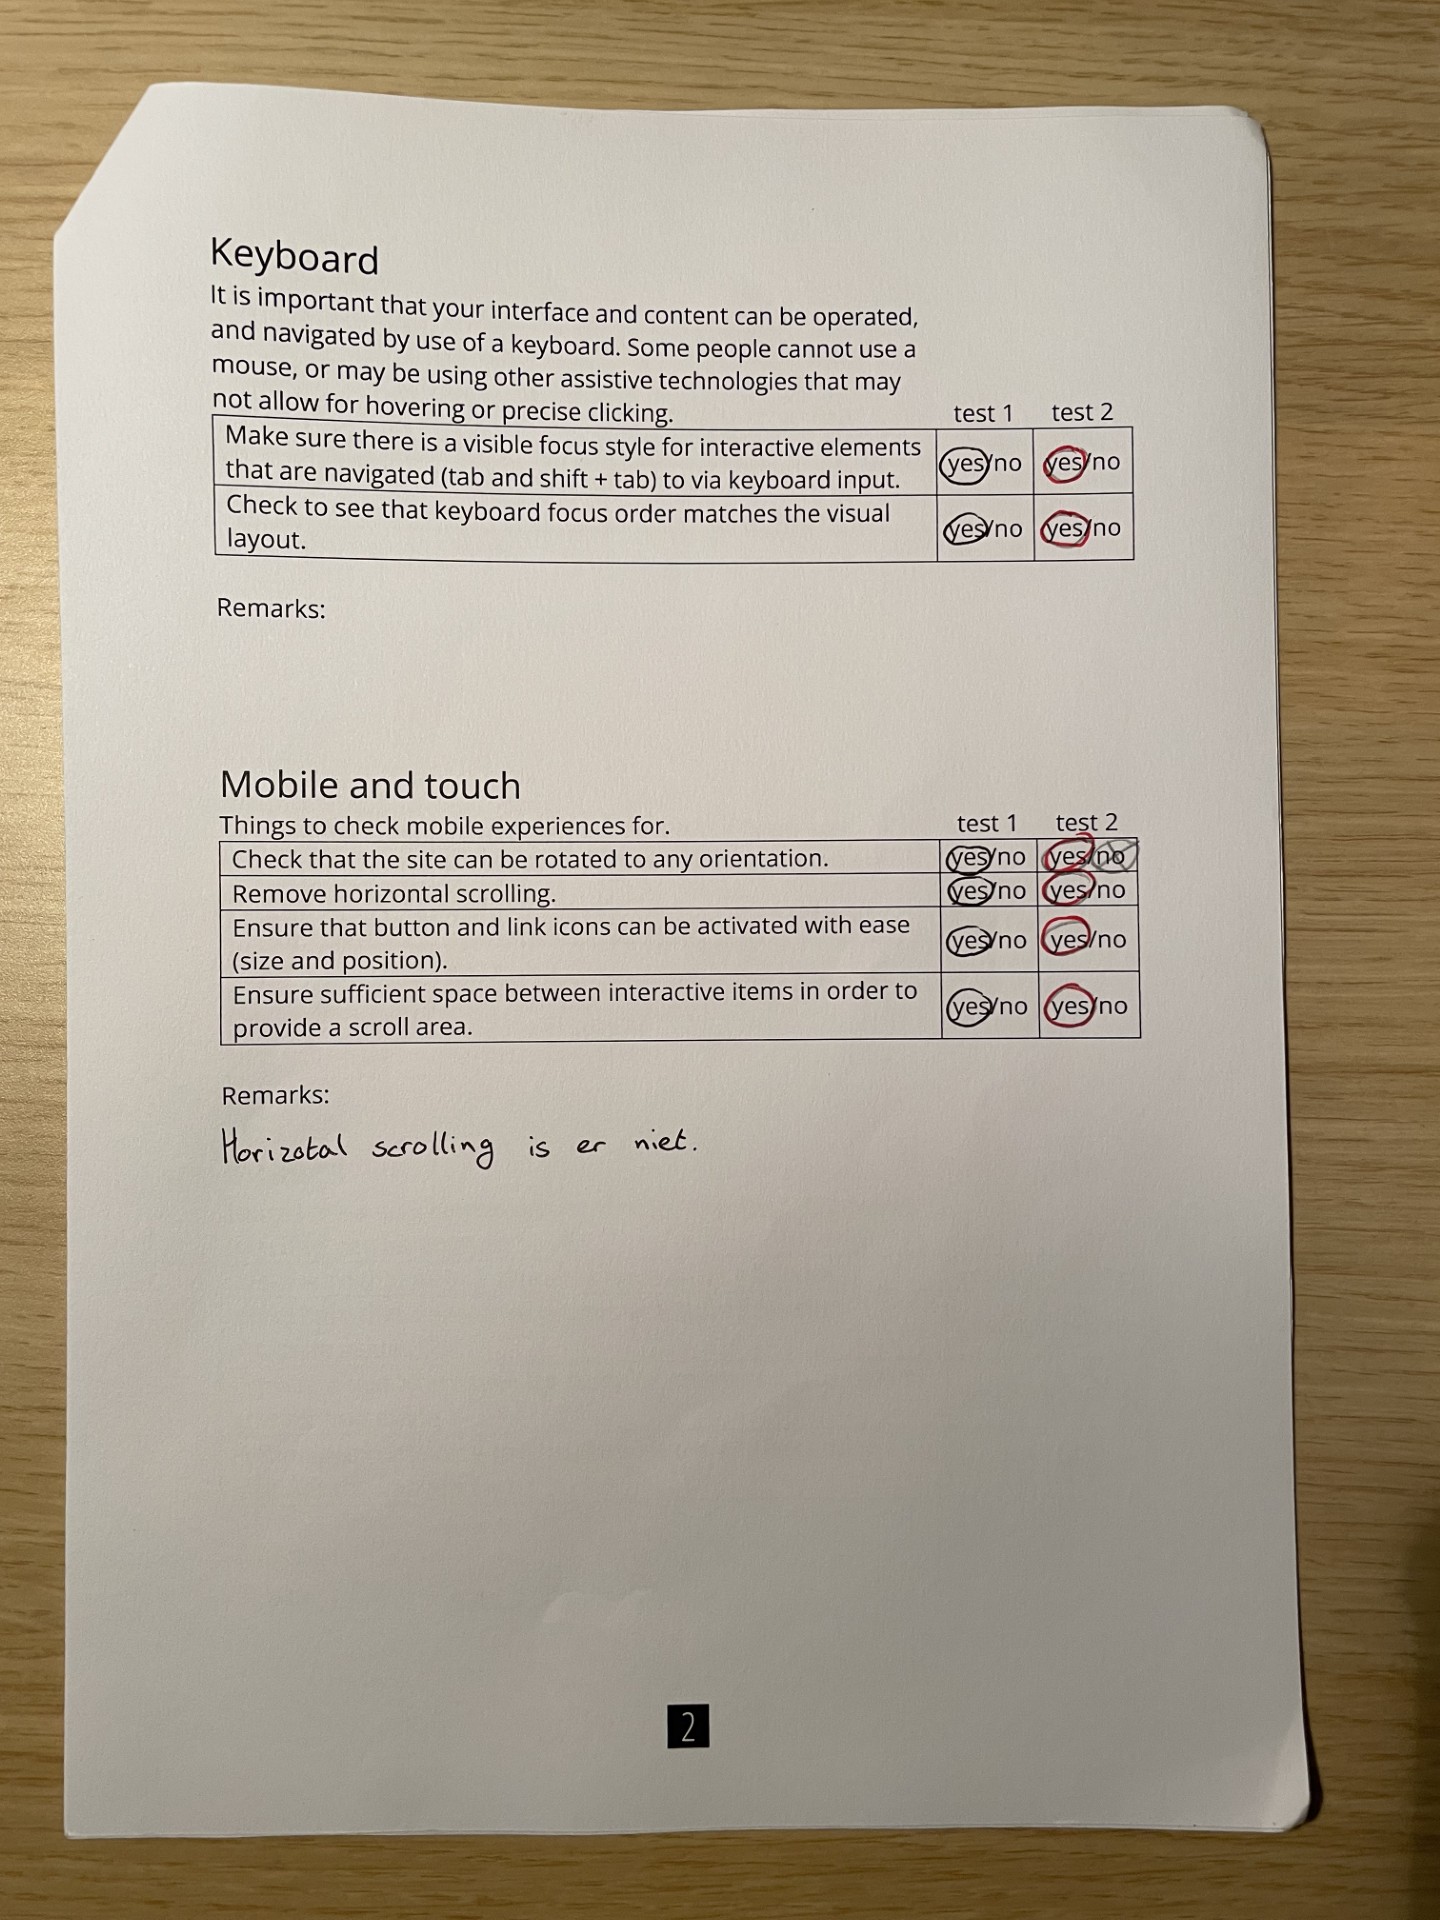 Keyboard
It is important that your interface and content can be operated,
and navigated by use of a keyboard. Some people cannot use a
mouse, or may be using other assistive technologies that may
not allow for hovering or precise clicking.
test 1 test 2
Make sure there is a visible focus style for interactive elements
that are navigated (tab and shift + tab) to via keyboard input.
yes/no yes/no
Check to see that keyboard focus order matches the visual
layout.
yes/no yes/no
Remarks:
Mobile and touch
Things to check mobile experiences for. test 1 test 2
Check that the site can be rotated to any orientation. yes/no yes/no
Remove horizontal scrolling. yes/no yes/no
Ensure that button and link icons can be activated with ease
(size and position).
yes/no yes/no
Ensure sufficient space between interactive items in order to
provide a scroll area.
yes/no yes/no
Remarks:
Horizotal scrolling is er niet.
2